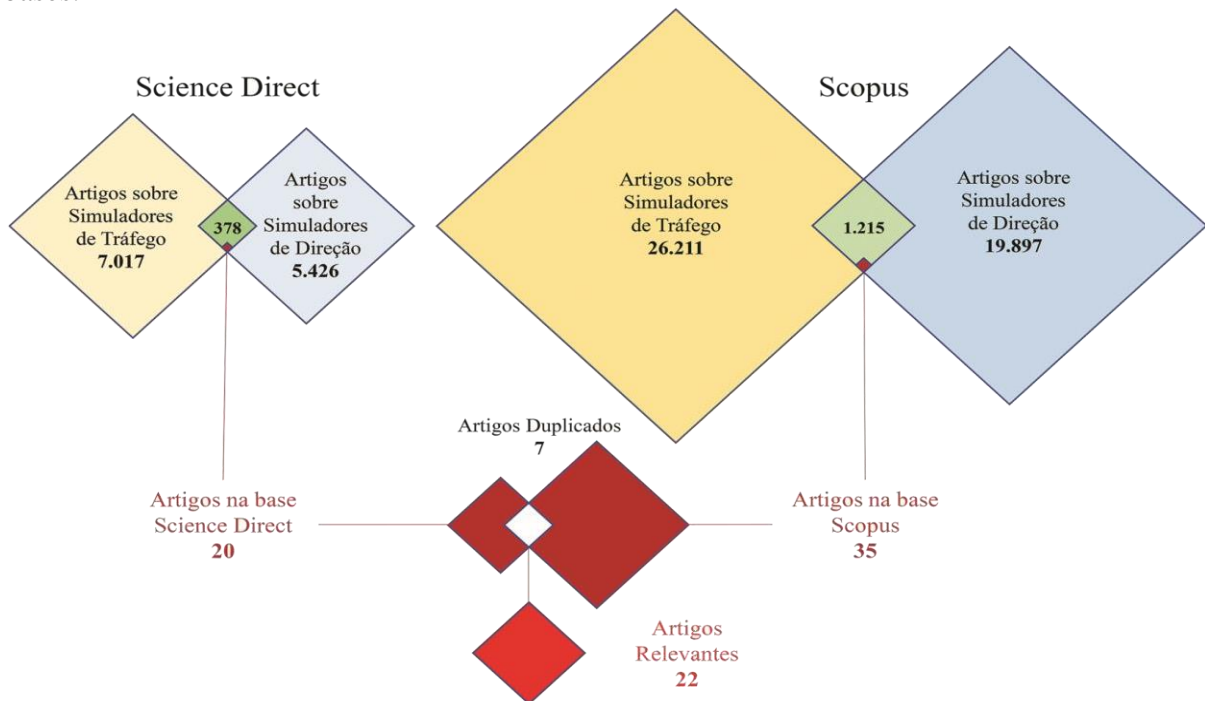 bases.
Science Direct
Scopus
Artigos sobre
Simuladores
de Tráfego
7.017
378
Artigos
sobre
Simuladores
de Direção
5.426
Artigos sobre
Simuladores
de Tráfego
26.211
1.215
Artigos sobre
Simuladores
de Direção
19.897
Artigos Duplicados
7
Artigos na base
Science Direct
20
Artigos na base
Scopus
35
Artigos
Relevantes
22